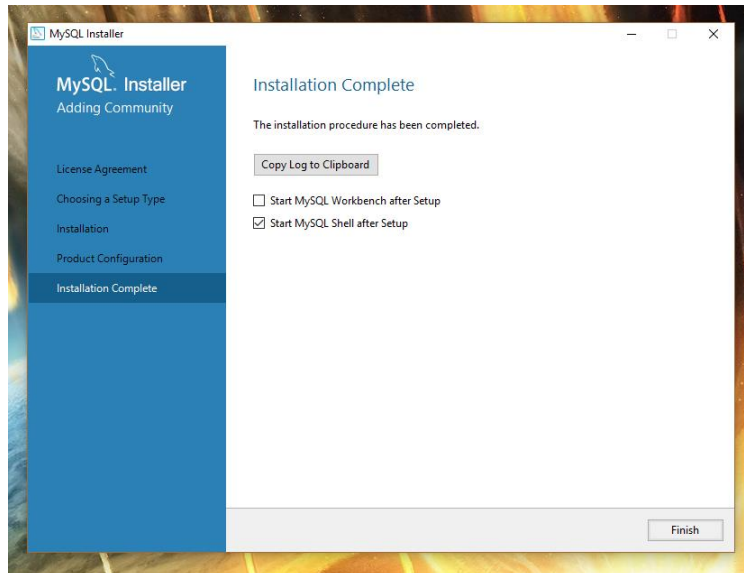 MySQL Installer
MySQL. Installer
Adding Community
License Agreement
Choosing a Setup Type
Installation
Product Configuration
Installation Complete
Installation Complete
The installation procedure has been completed.
Copy Log to Clipboard
Start MySQL Workbench after Setup
Start MySQL Shell after Setup
Finish